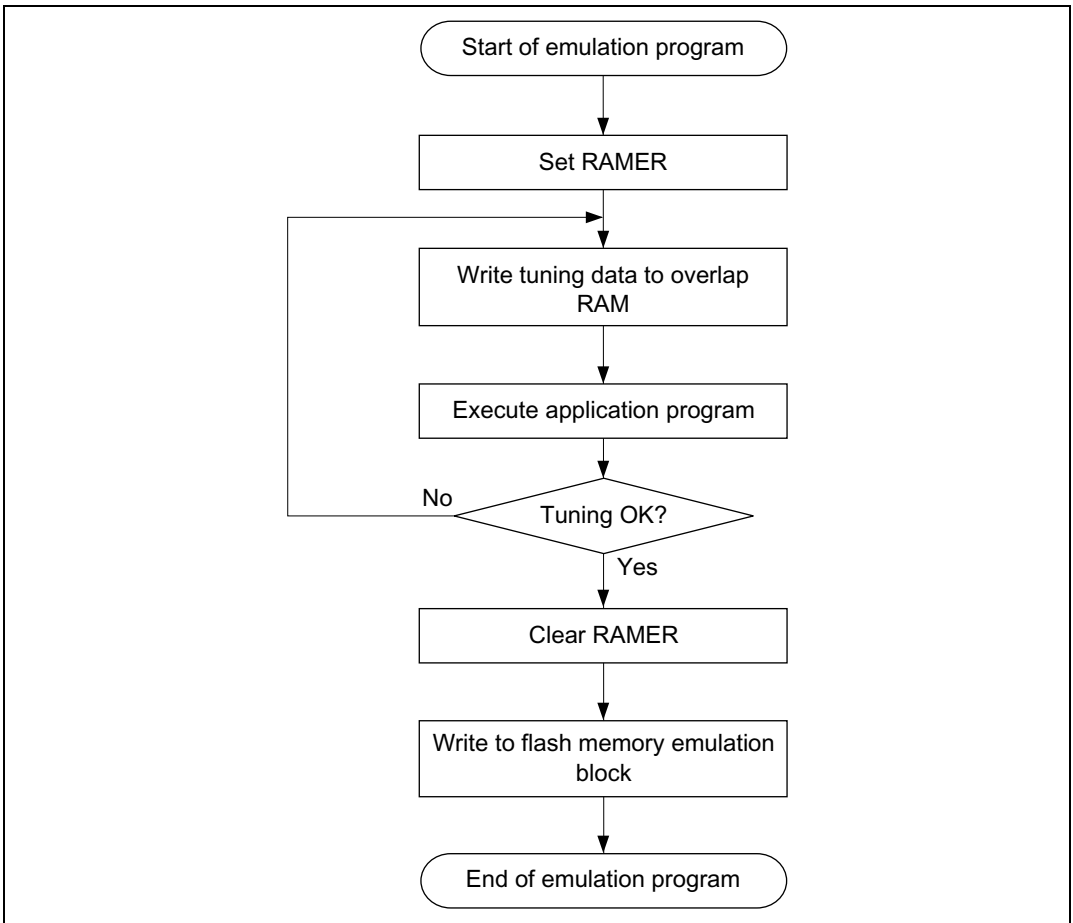 Start of emulation program
Set RAMER
Write tuning data to overlap
RAM
Execute application program
No
Tuning OK?
Yes
Clear RAMER
Write to flash memory emulation
block
End of emulation program